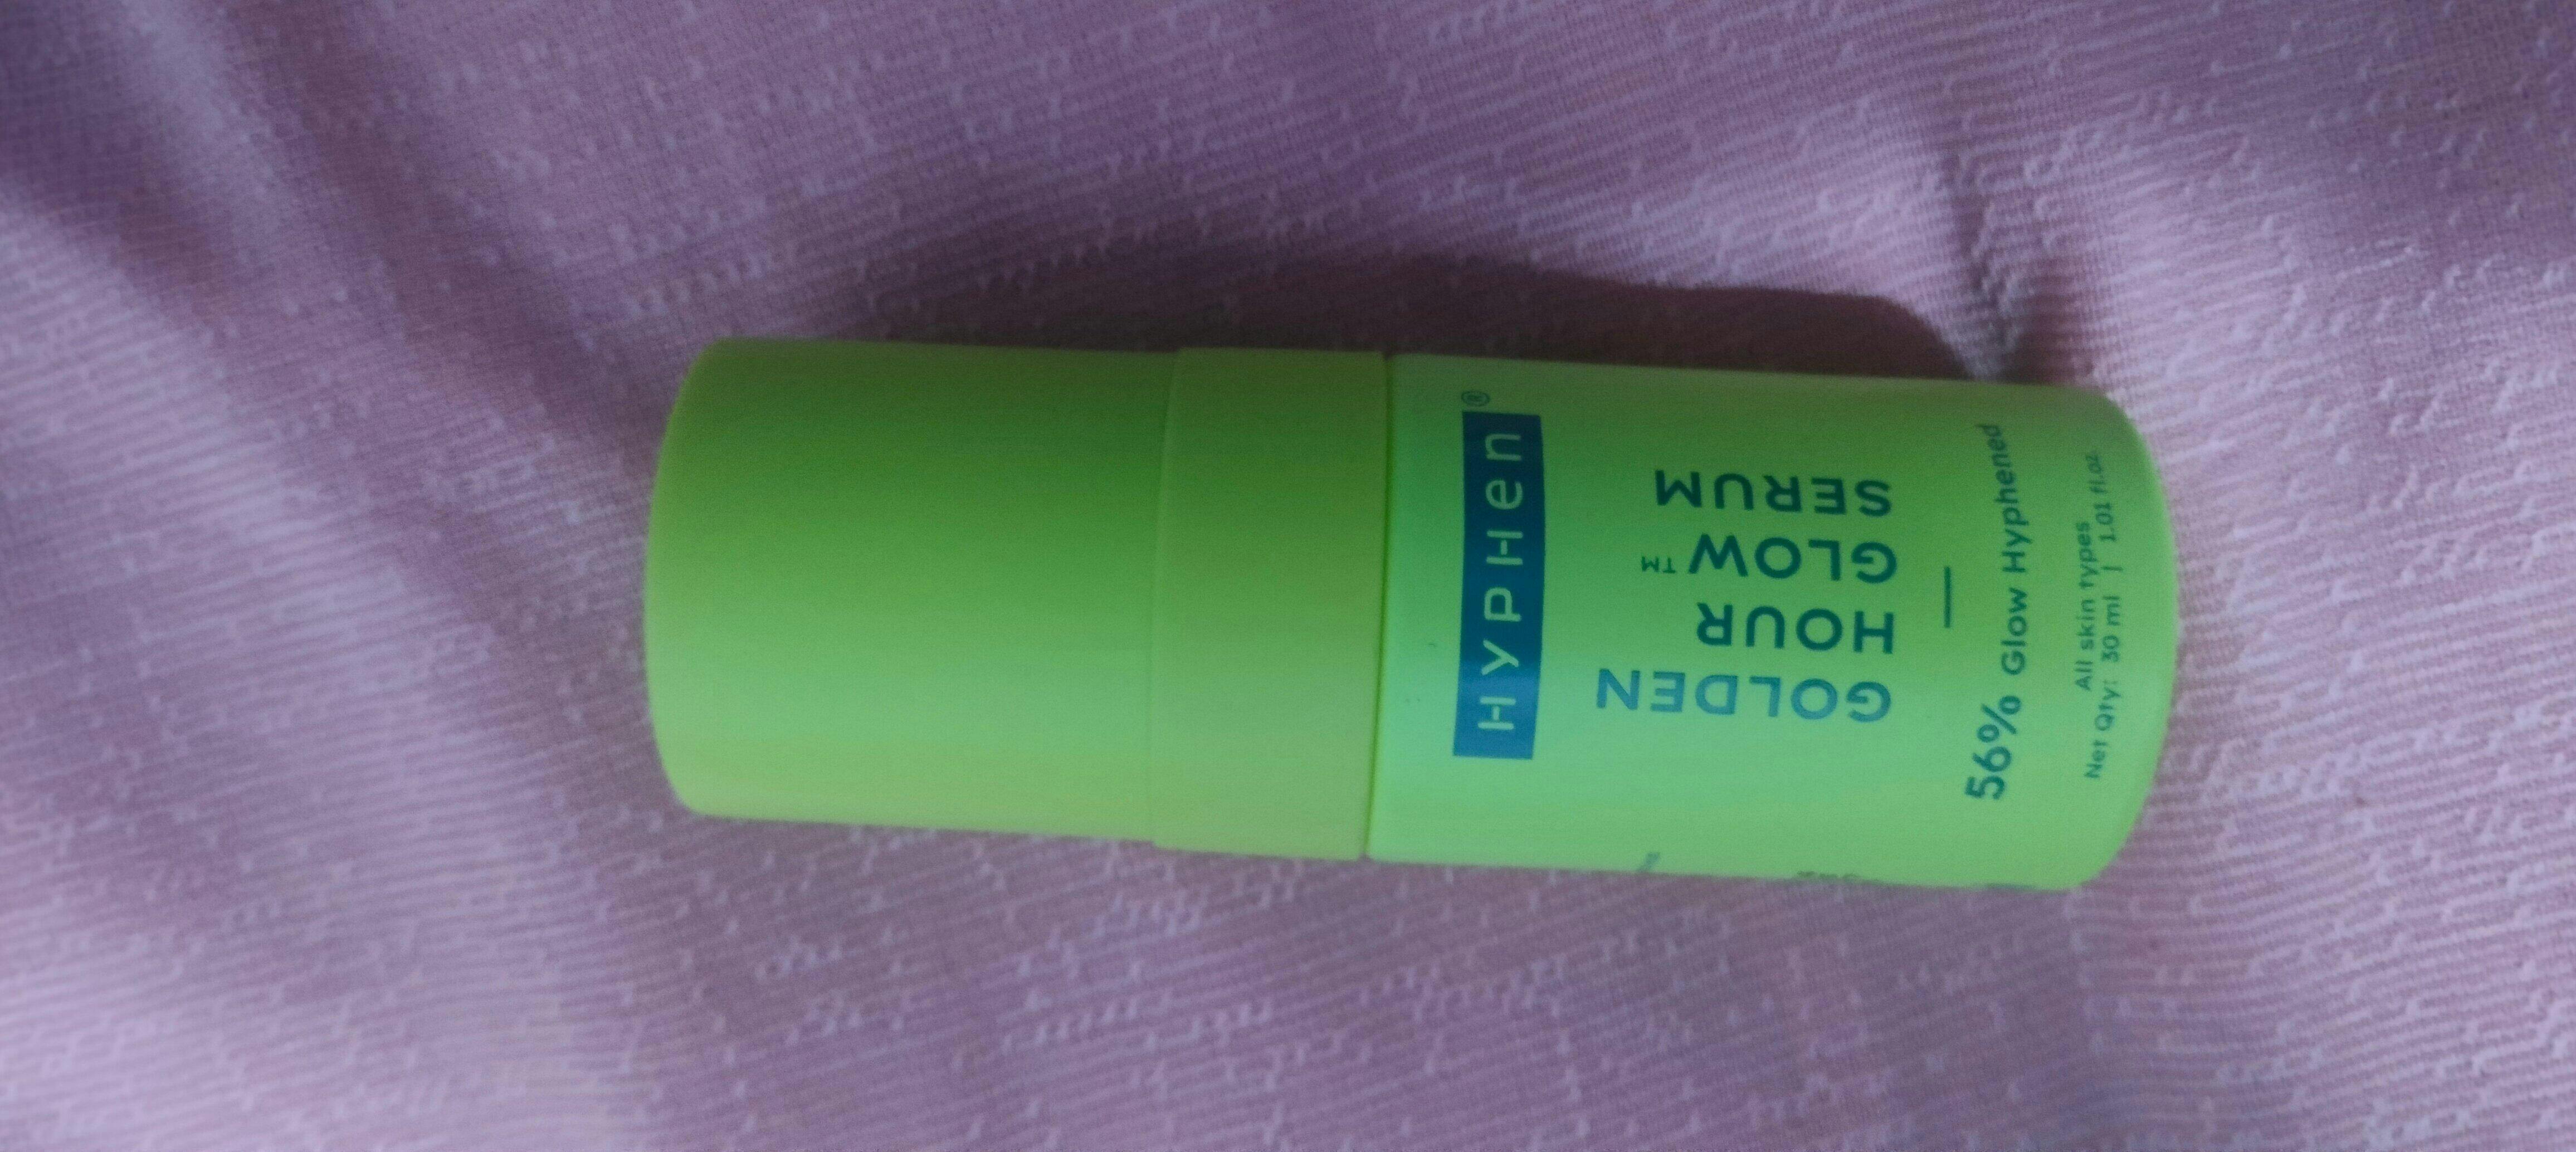 HYPHEN®
GOLDEN
HOUR
GLOW™
SERUM
56% Glow Hyphened
All skin types
Net Qty: 30 ml | 1.01 fl.oz.